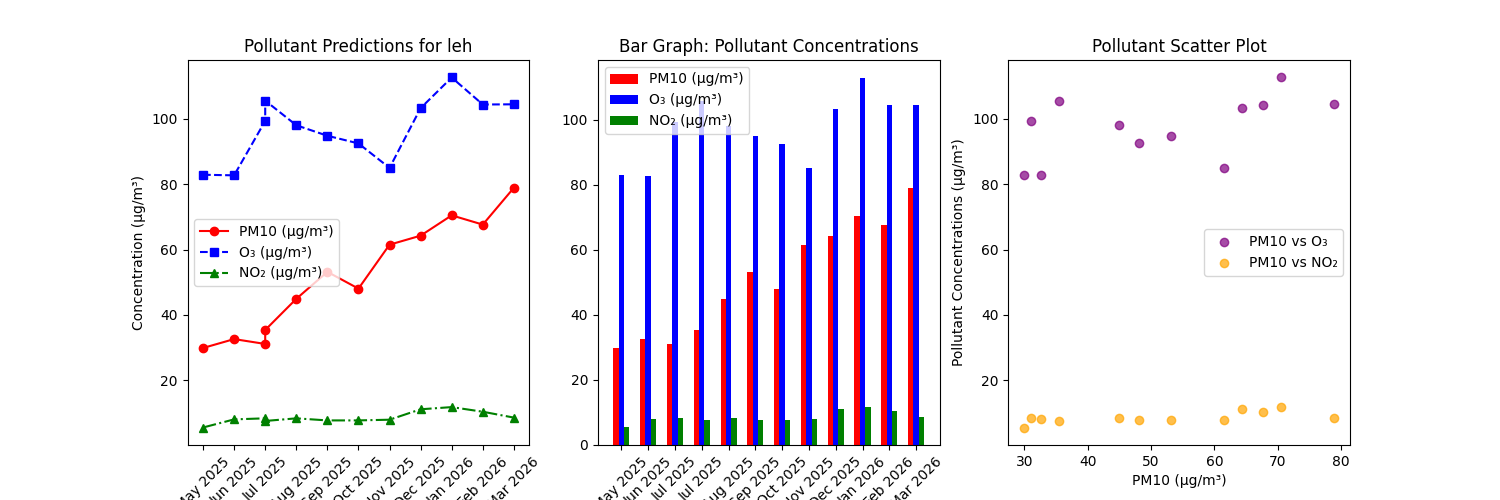 Pollutant Predictions for leh
Concentration (µg/m³)
100
80
60
40
20
PM10 (µg/m³)
O₃ (µg/m³)
NO₂ (µg/m³)
May 2025
Jun 2025
Jul 2025
Aug 2025
Sep 2025
Oct 2025
Nov 2025
Dec 2025
Jan 2026
Feb 2026
Mar 2026
Bar Graph: Pollutant Concentrations
PM10 (µg/m³)
O₃ (µg/m³)
NO₂ (µg/m³)
100
80
60
40
20
0
May 2025
Jun 2025
Jul 2025
Jul 2025
Aug 2025
Sep 2025
Oct 2025
Nov 2025
Dec 2025
Jan 2026
Feb 2026
Mar 2026
Pollutant Scatter Plot
Pollutant Concentrations (µg/m³)
100
80
60
40
20
PM10 vs O₃
PM10 vs NO₂
30 40 50 60 70 80
PM10 (µg/m³)